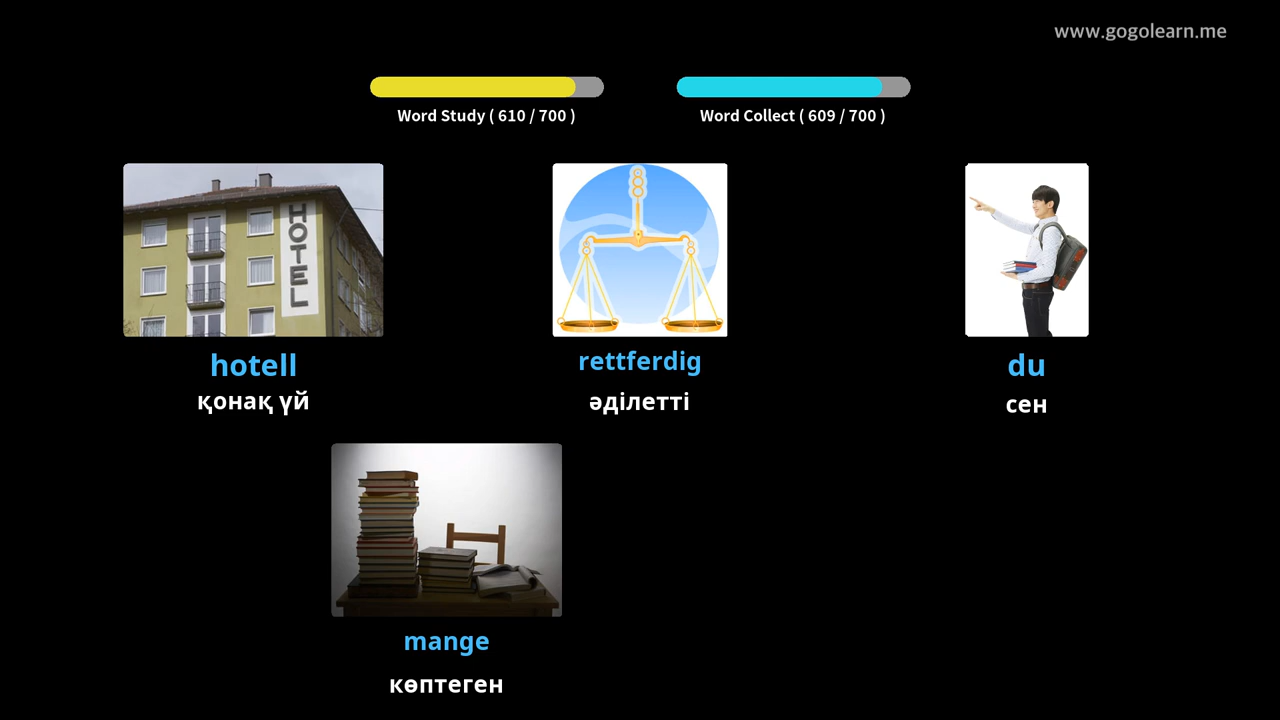 www.gogolearn.me
Word Study ( 610 / 700 )
Word Collect ( 609 / 700 )
HOTEL
hotell
қонақ үй
rettferdig
әділетті
du
сен
mange
көптеген